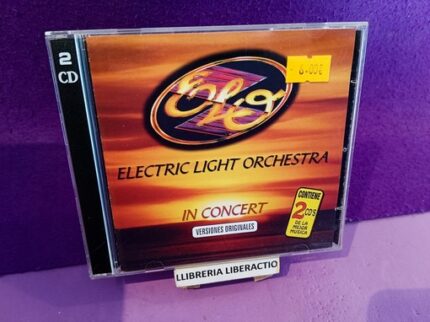 2
CD
ELO
6.00€
ELECTRIC LIGHT ORCHESTRA
IN CONCERT
VERSIONES ORIGINALES
CONTIENE
2 CD'S
DE LA
MEJOR
MUSICA
LLIBRERIA LIBERACTIO